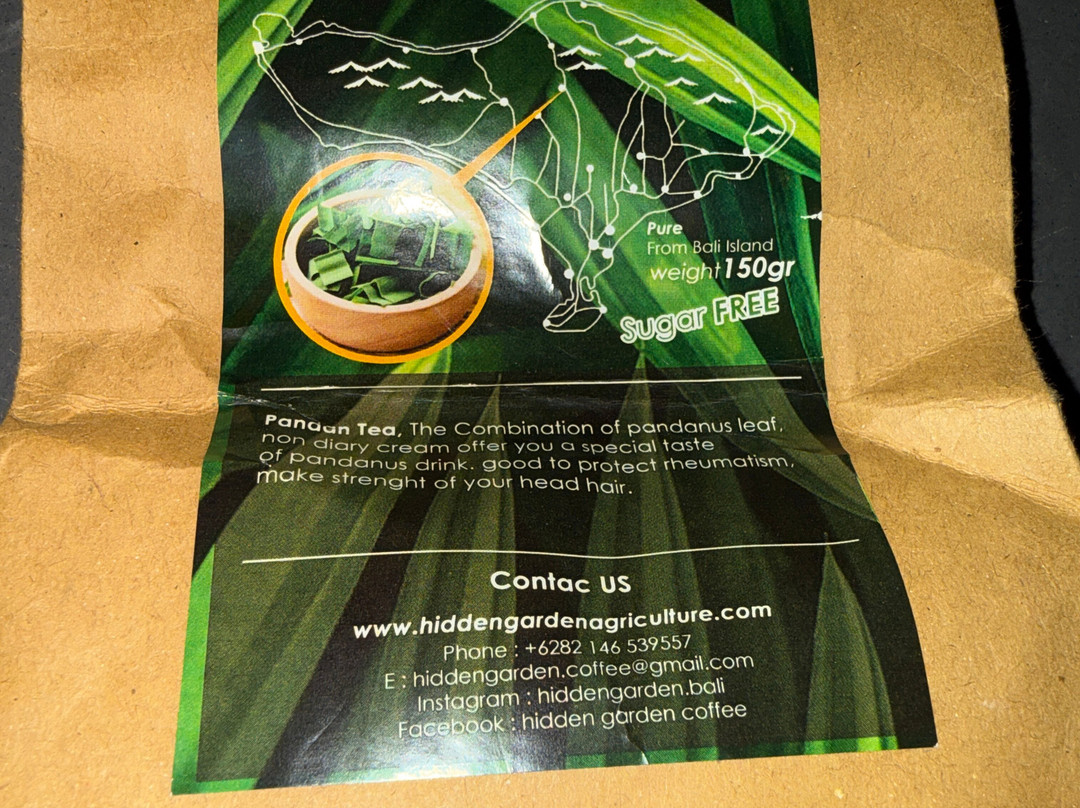 Pure
From Bali Island
weight 150gr
Sugar FREE
Pandan Tea, The Combination of pandanus leaf,
non diary cream offer you a special taste
of pandanus drink. good to protect rheumatism,
make strenght of your head hair.
Contac US
www.hiddengardenagriculture.com
Phone : +6282 146 539557
E : hiddengarden.coffee@gmail.com
Instagram : hiddengarden.bali
Facebook : hidden garden coffee